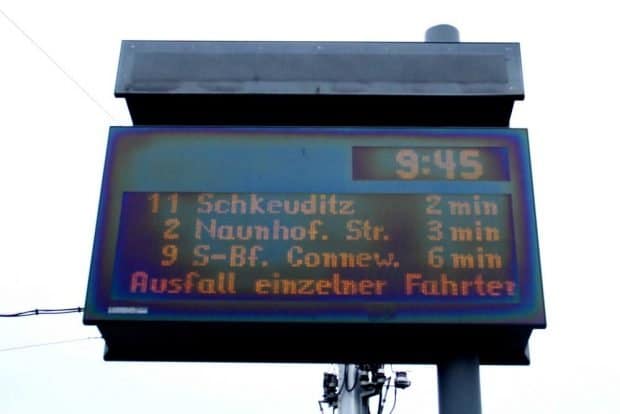 9:45
11 Schkeuditz 2 min
2 Naunhof. Str. 3 min
9 S-Bf. Connew. 6 min
Ausfall einzelner Fahrten